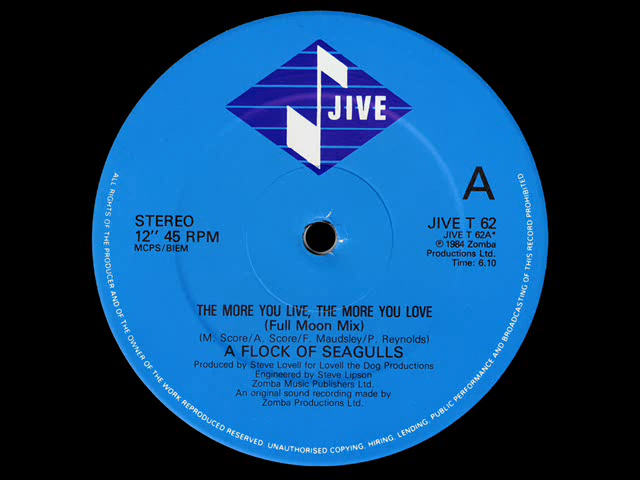 JIVE
A
STEREO
12" 45 RPM
MCPS/BIEM
JIVE T 62
JIVE T 62A*
℗ 1984 Zomba
Productions Ltd.
Time: 6.10
THE MORE YOU LIVE, THE MORE YOU LOVE
(Full Moon Mix)
(M. Score/A. Score/F. Maudsley/P. Reynolds)
A FLOCK OF SEAGULLS
Produced by Steve Lovell for Lovell the Dog Productions
Engineered by Steve Lipson
Zomba Music Publishers Ltd.
An original sound recording made by
Zomba Productions Ltd.
ALL RIGHTS OF THE PRODUCER AND OF THE OWNER OF THE WORK REPRODUCED RESERVED. UNAUTHORISED COPYING, HIRING, LENDING, PUBLIC PERFORMANCE AND BROADCASTING OF THIS RECORD PROHIBITED